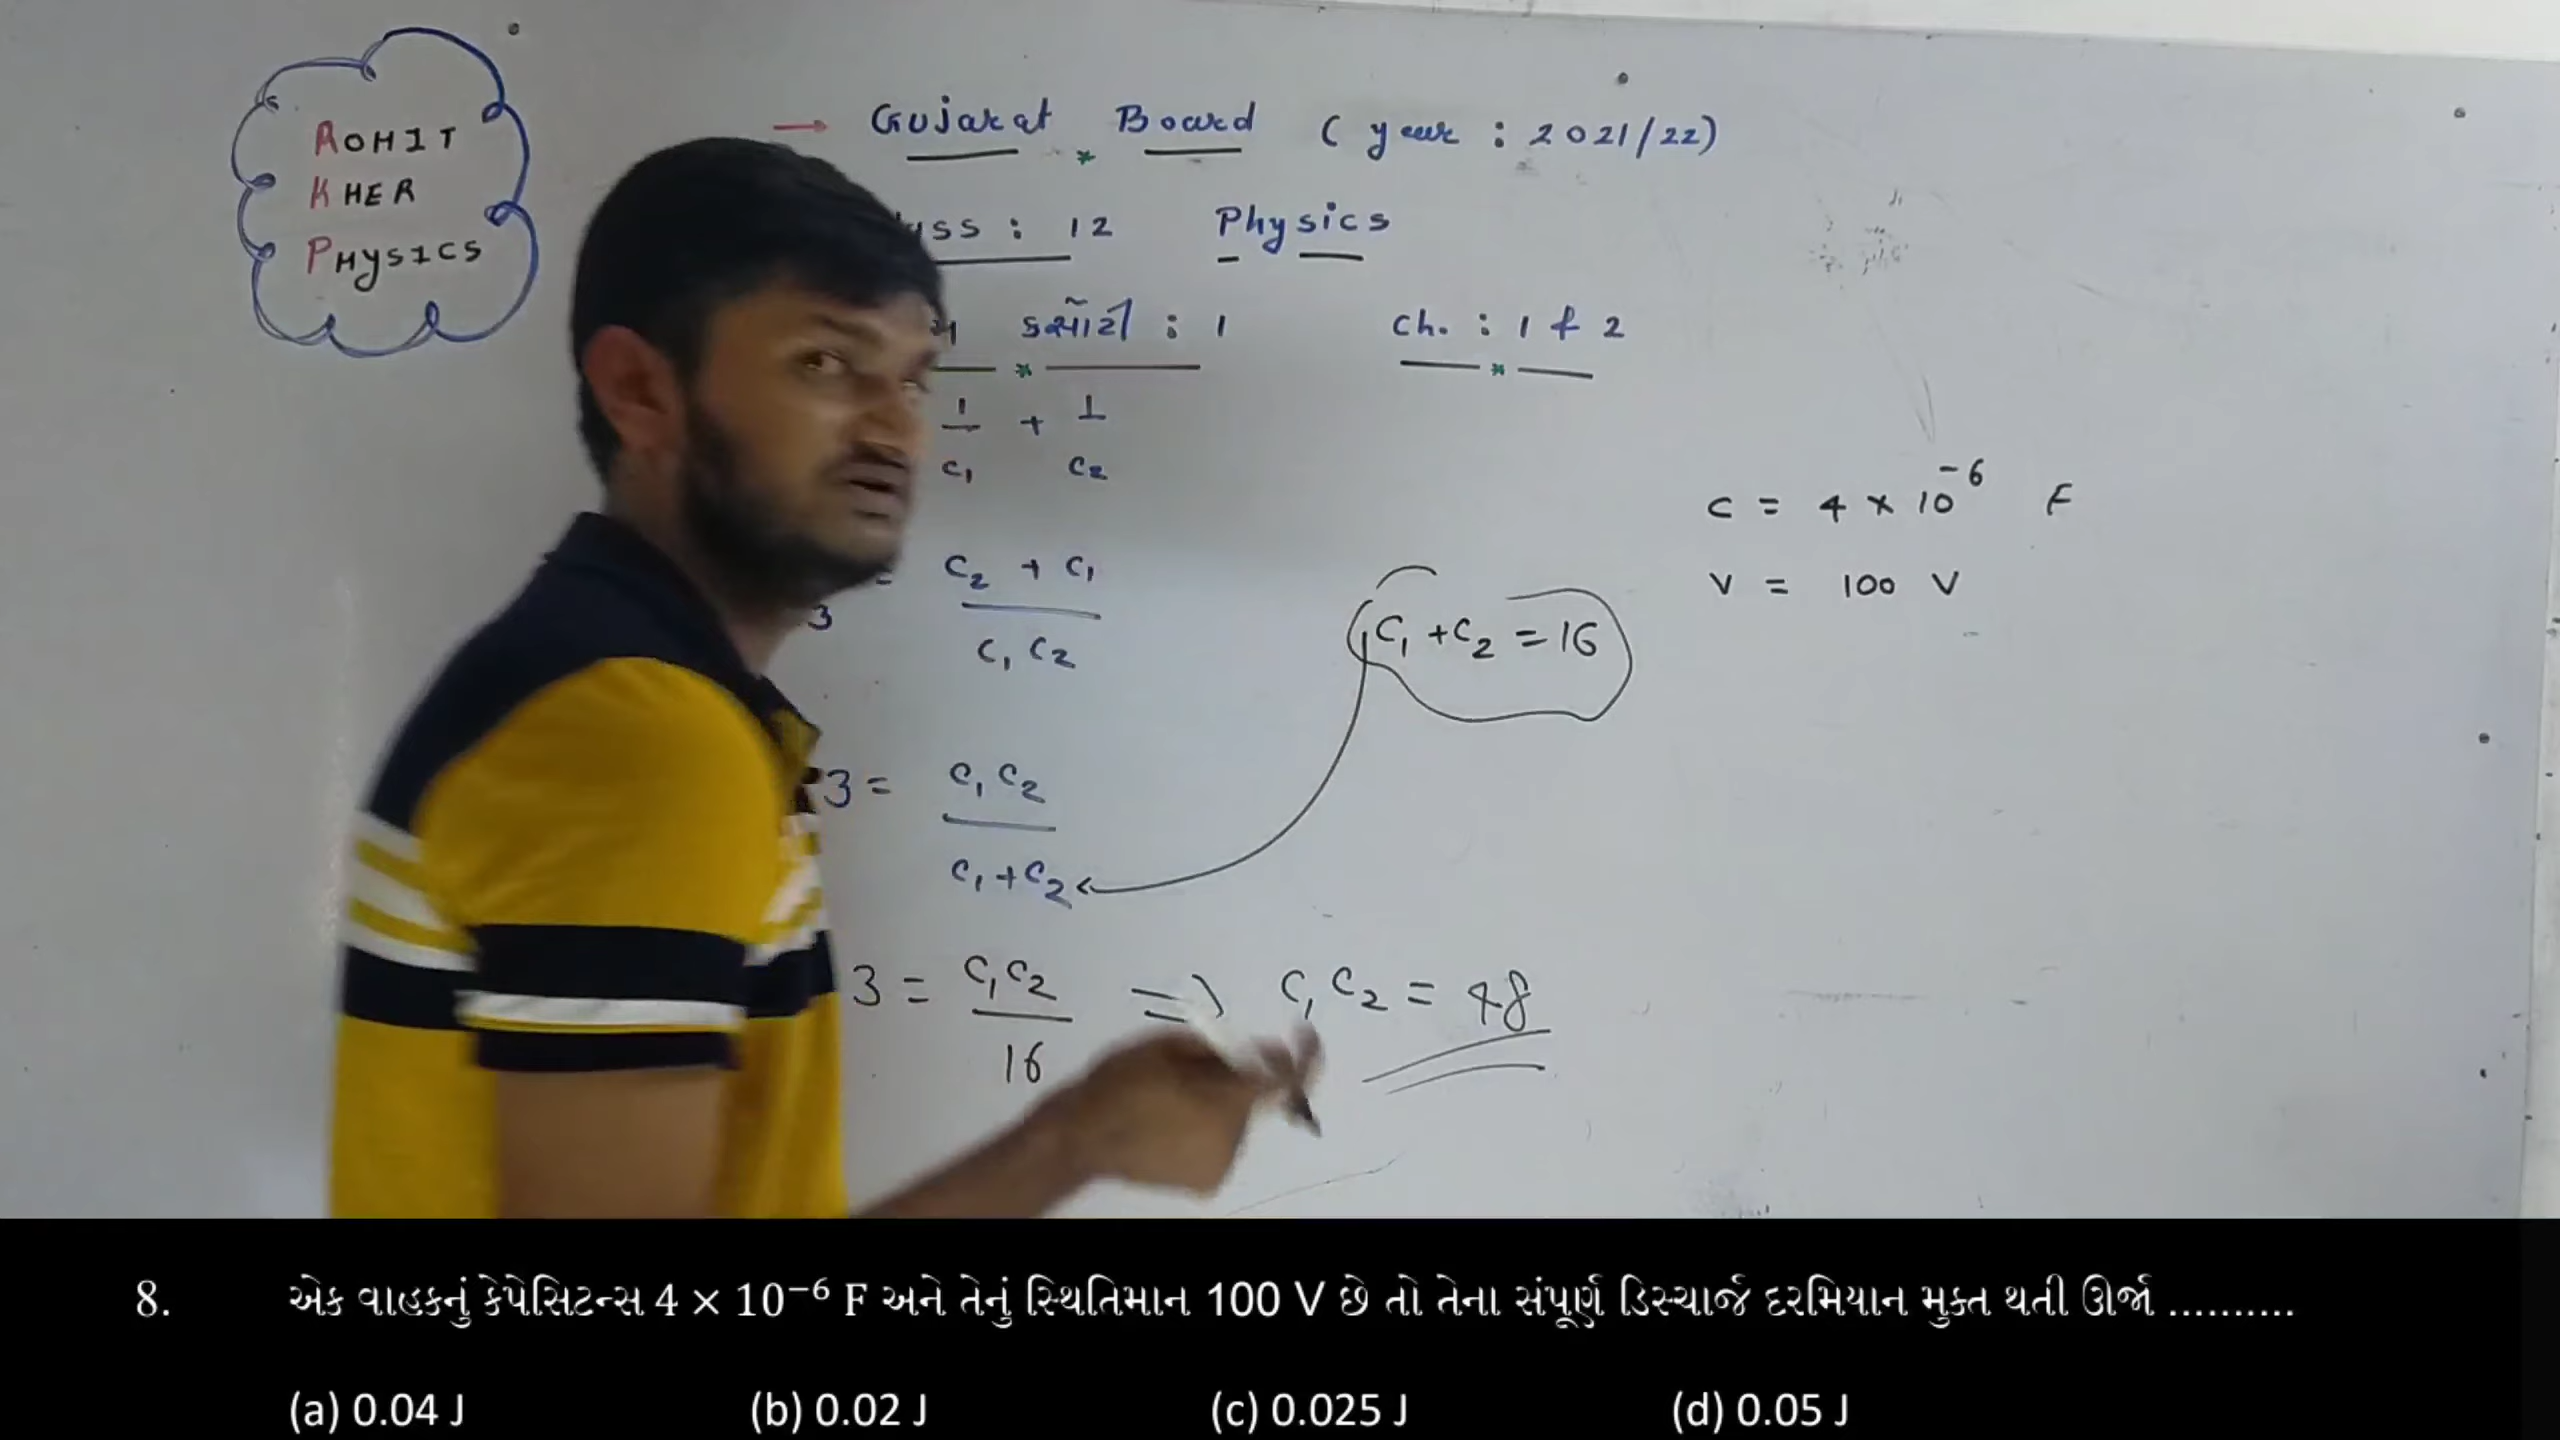 ROHIT
KHER
PHYSICS
→ Gujarat Board ( year : 2021/22)
12 Physics
કસોટી : 1 Ch. : 1 & 2
1/C₁ + 1/C₂
C₂ + C₁ / C₁ C₂
3 = C₁ C₂ / C₁+C₂
3 = C₁C₂ / 16 => C₁C₂ = 48
C₁ + C₂ = 16
C = 4 × 10⁻⁶ F
V = 100 V
8. એક વાહકનું કેપેસિટન્સ 4 × 10⁻⁶ F અને તેનું સ્થિતિમાન 100 V છે તો તેના સંપૂર્ણ ડિસ્ચાર્જ દરમિયાન મુક્ત થતી ઊર્જા ..........
(a) 0.04 J (b) 0.02 J (c) 0.025 J (d) 0.05 J